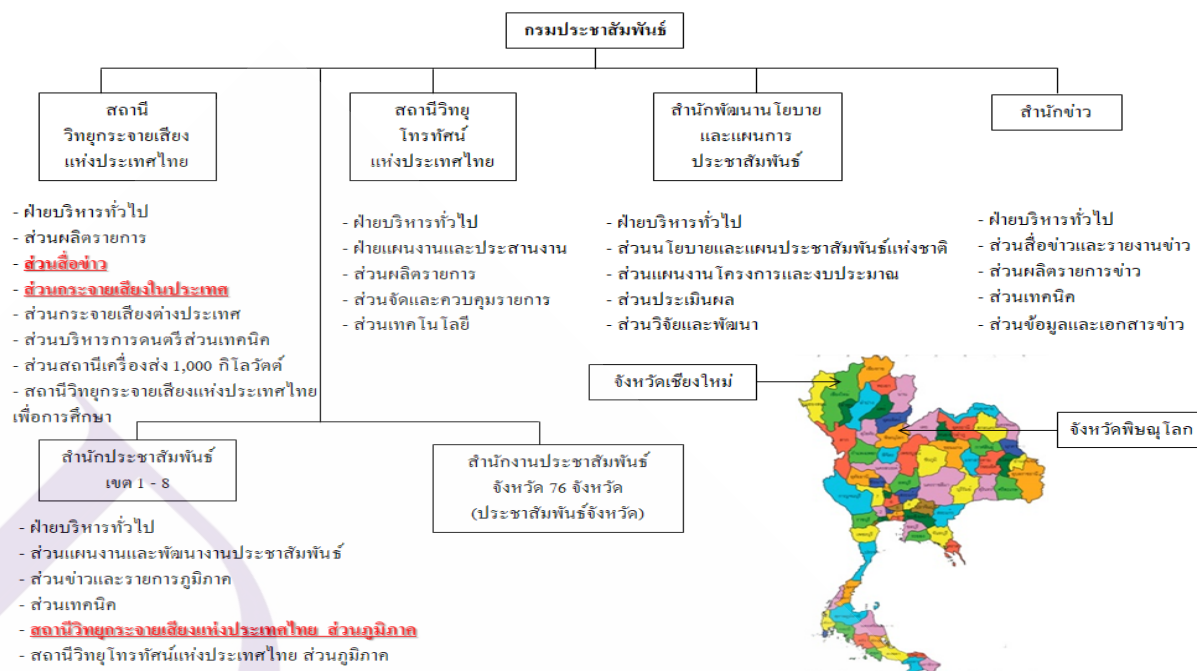 กรมประชาสัมพันธ์
สถานี
วิทยุกระจายเสียง
แห่งประเทศไทย
- ฝ่ายบริหารทั่วไป
- ส่วนผลิตรายการ
- ส่วนสื่อข่าว
- ส่วนกระจายเสียงในประเทศ
- ส่วนกระจายเสียงต่างประเทศ
- ส่วนบริหารการดนตรีส่วนเทคนิค
- ส่วนสถานีเครื่องส่ง 1,000 กิโลวัตต์
- สถานีวิทยุกระจายเสียงแห่งประเทศไทย
เพื่อการศึกษา
สถานีวิทยุ
โทรทัศน์
แห่งประเทศไทย
- ฝ่ายบริหารทั่วไป
- ฝ่ายแผนงานและประสานงาน
- ส่วนผลิตรายการ
- ส่วนจัดและควบคุมรายการ
- ส่วนเทคโนโลยี
สำนักพัฒนานโยบาย
และแผนการ
ประชาสัมพันธ์
- ฝ่ายบริหารทั่วไป
- ส่วนนโยบายและแผนประชาสัมพันธ์แห่งชาติ
- ส่วนแผนงานโครงการและงบประมาณ
- ส่วนประเมินผล
- ส่วนวิจัยและพัฒนา
สำนักข่าว
- ฝ่ายบริหารทั่วไป
- ส่วนสื่อข่าวและรายงานข่าว
- ส่วนผลิตรายการข่าว
- ส่วนเทคนิค
- ส่วนข้อมูลและเอกสารข่าว
สำนักประชาสัมพันธ์
เขต 1 - 8
- ฝ่ายบริหารทั่วไป
- ส่วนแผนงานและพัฒนางานประชาสัมพันธ์
- ส่วนข่าวและรายการภูมิภาค
- ส่วนเทคนิค
- สถานีวิทยุกระจายเสียงแห่งประเทศไทย ส่วนภูมิภาค
- สถานีวิทยุโทรทัศน์แห่งประเทศไทย ส่วนภูมิภาค
สำนักงานประชาสัมพันธ์
จังหวัด 76 จังหวัด
(ประชาสัมพันธ์จังหวัด)
จังหวัดเชียงใหม่
จังหวัดพิษณุโลก